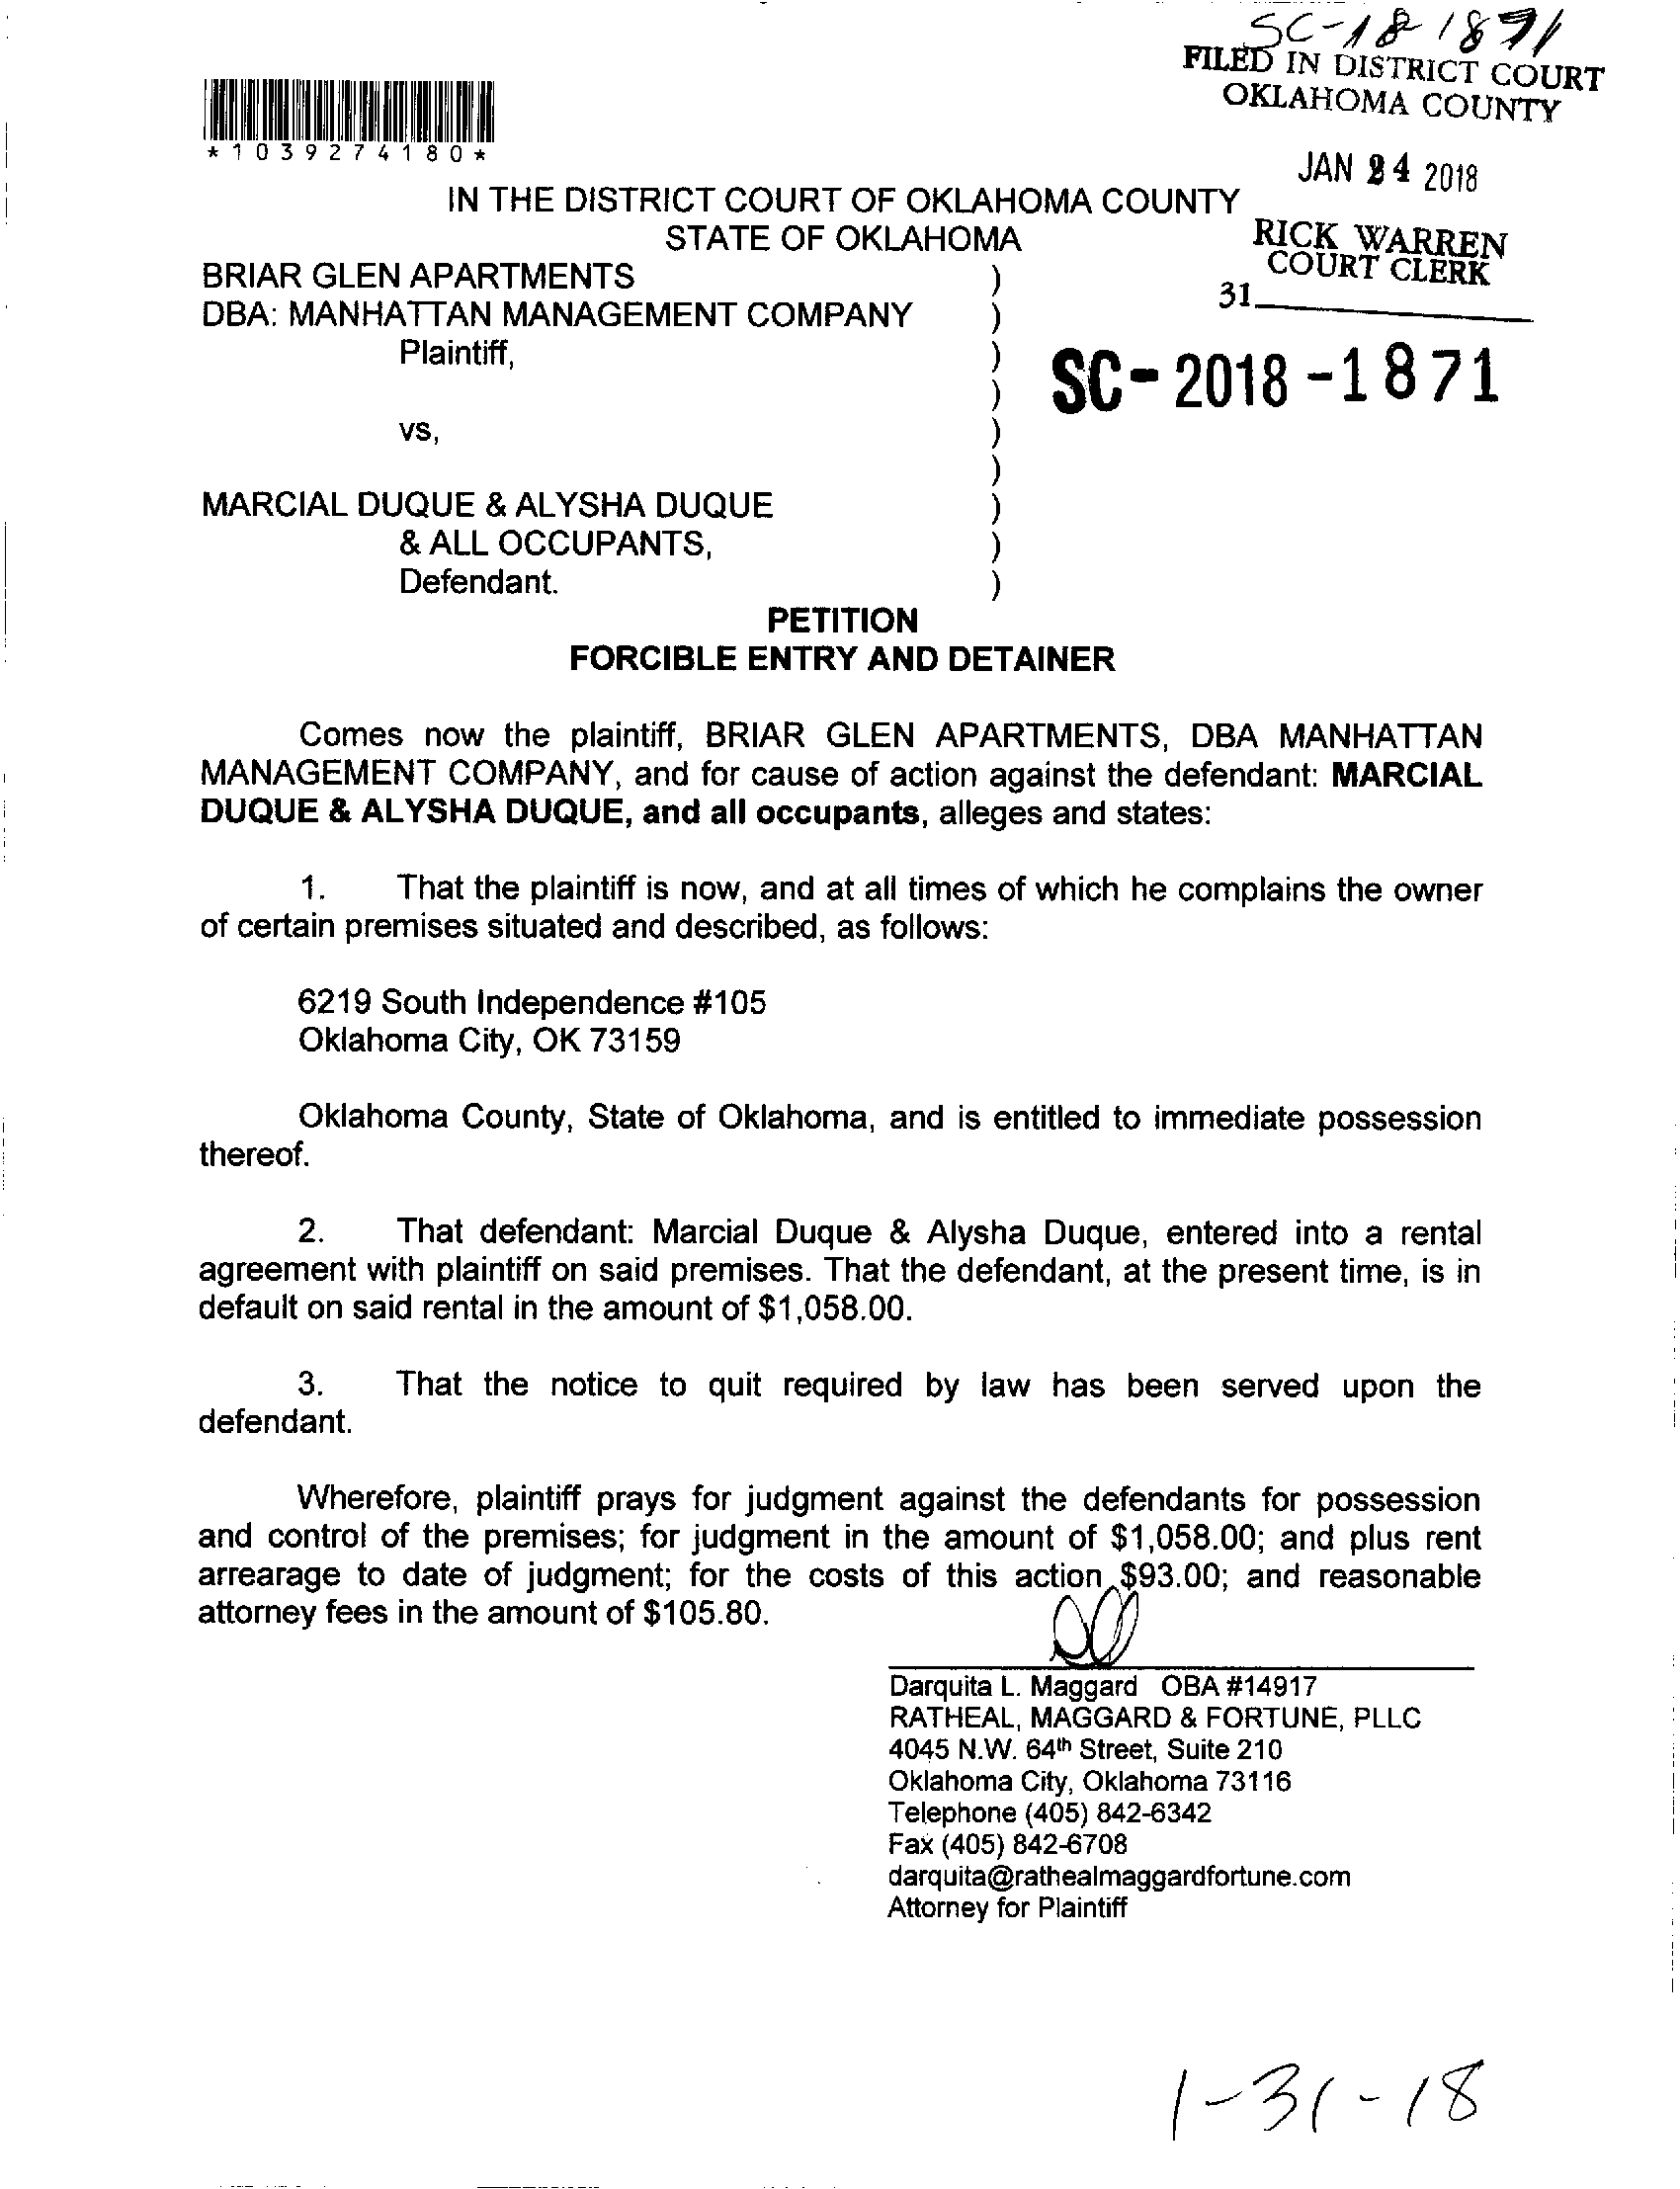 SC-18-1871
FILED IN DISTRICT COURT
OKLAHOMA COUNTY
*1039274180*
JAN 24 2018
IN THE DISTRICT COURT OF OKLAHOMA COUNTY
STATE OF OKLAHOMA
RICK WARREN
COURT CLERK
31
BRIAR GLEN APARTMENTS )
DBA: MANHATTAN MANAGEMENT COMPANY )
Plaintiff, )
)
SC-2018-1871
vs, )
)
MARCIAL DUQUE & ALYSHA DUQUE )
& ALL OCCUPANTS, )
Defendant. )
PETITION
FORCIBLE ENTRY AND DETAINER
Comes now the plaintiff, BRIAR GLEN APARTMENTS, DBA MANHATTAN
MANAGEMENT COMPANY, and for cause of action against the defendant: MARCIAL
DUQUE & ALYSHA DUQUE, and all occupants, alleges and states:
1. That the plaintiff is now, and at all times of which he complains the owner
of certain premises situated and described, as follows:
6219 South Independence #105
Oklahoma City, OK 73159
Oklahoma County, State of Oklahoma, and is entitled to immediate possession
thereof.
2. That defendant: Marcial Duque & Alysha Duque, entered into a rental
agreement with plaintiff on said premises. That the defendant, at the present time, is in
default on said rental in the amount of $1,058.00.
3. That the notice to quit required by law has been served upon the
defendant.
Wherefore, plaintiff prays for judgment against the defendants for possession
and control of the premises; for judgment in the amount of $1,058.00; and plus rent
arrearage to date of judgment; for the costs of this action $93.00; and reasonable
attorney fees in the amount of $105.80.
Darquita L. Maggard OBA #14917
RATHEAL, MAGGARD & FORTUNE, PLLC
4045 N.W. 64th Street, Suite 210
Oklahoma City, Oklahoma 73116
Telephone (405) 842-6342
Fax (405) 842-6708
darquita@rathealmaggardfortune.com
Attorney for Plaintiff
1-31-18